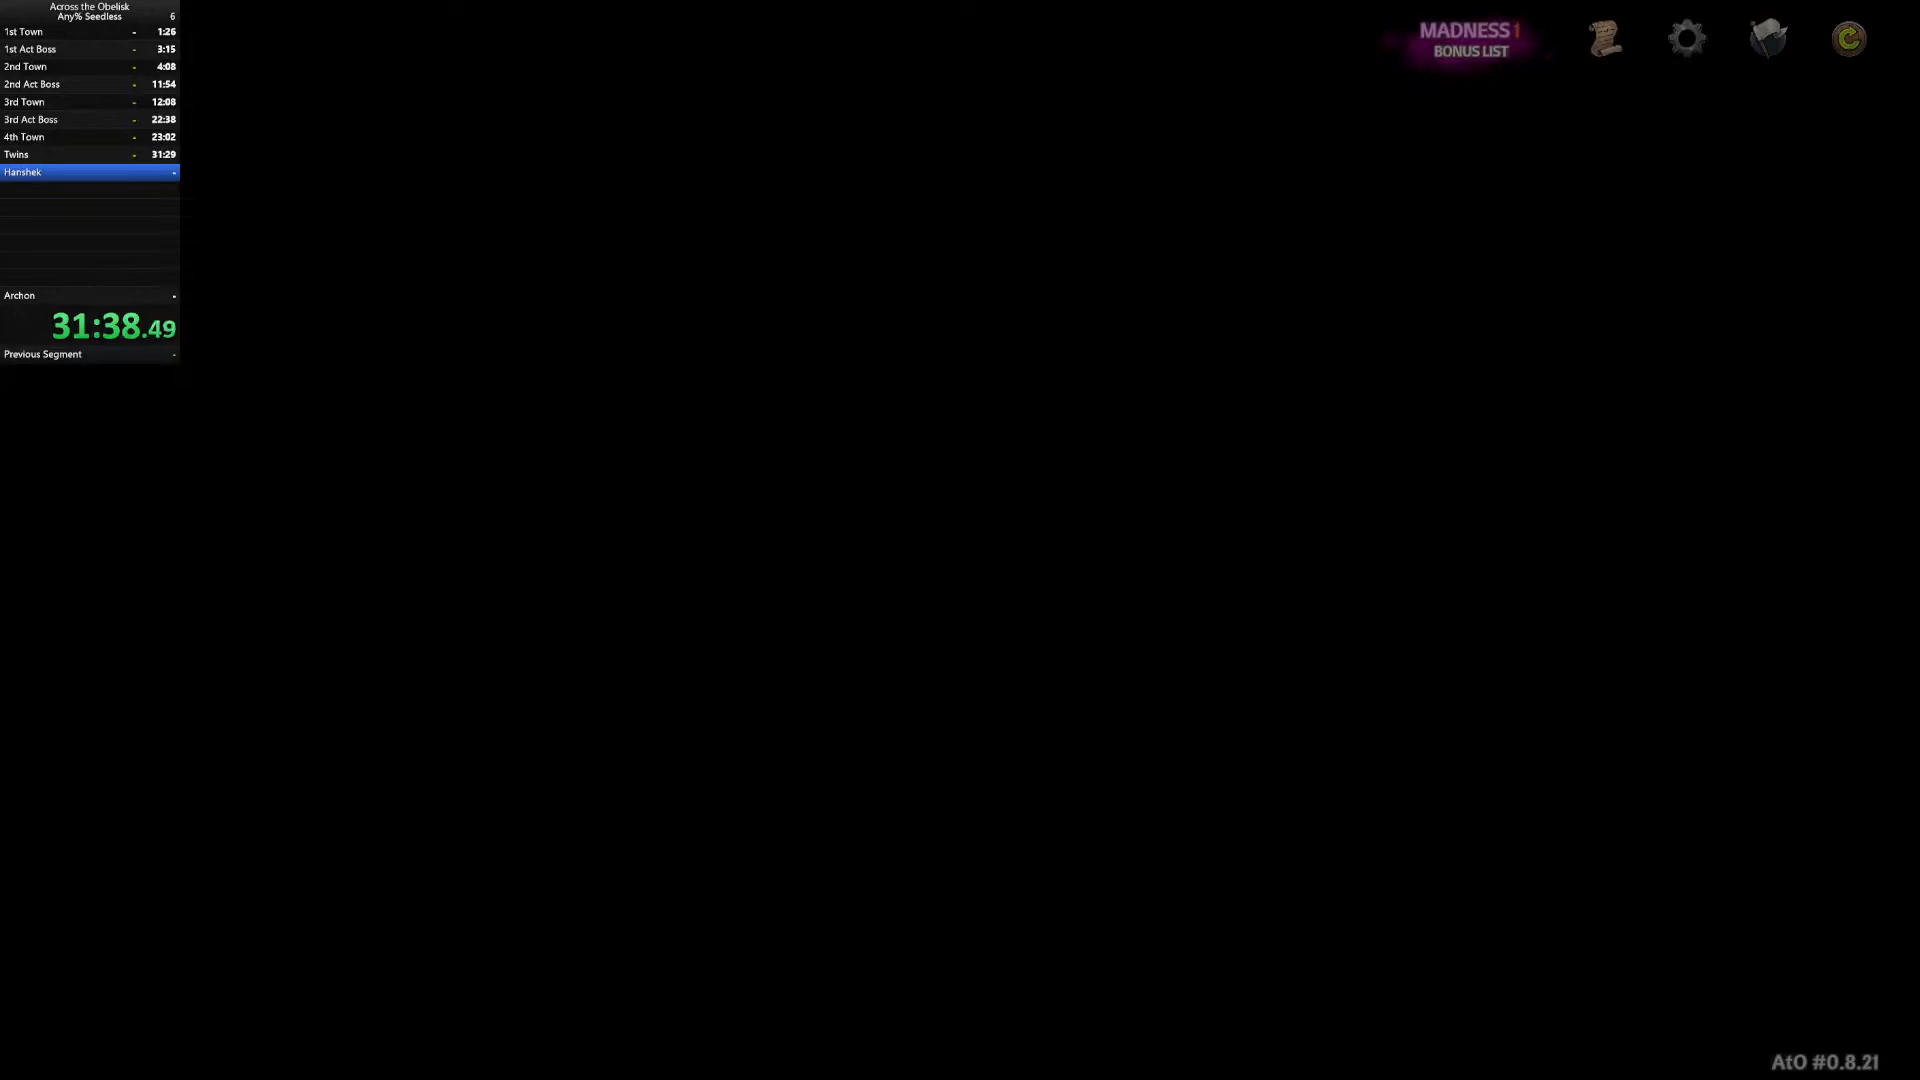 Across the Obelisk
Any% Seedless 6
1st Town - 1:26
1st Act Boss - 3:15
2nd Town - 4:08
2nd Act Boss - 11:54
3rd Town - 12:08
3rd Act Boss - 22:38
4th Town - 23:02
Twins - 31:29
Hanshek -
Archon -
31:38.49
Previous Segment -
MADNESS 1
BONUS LIST
AtO #0.8.21